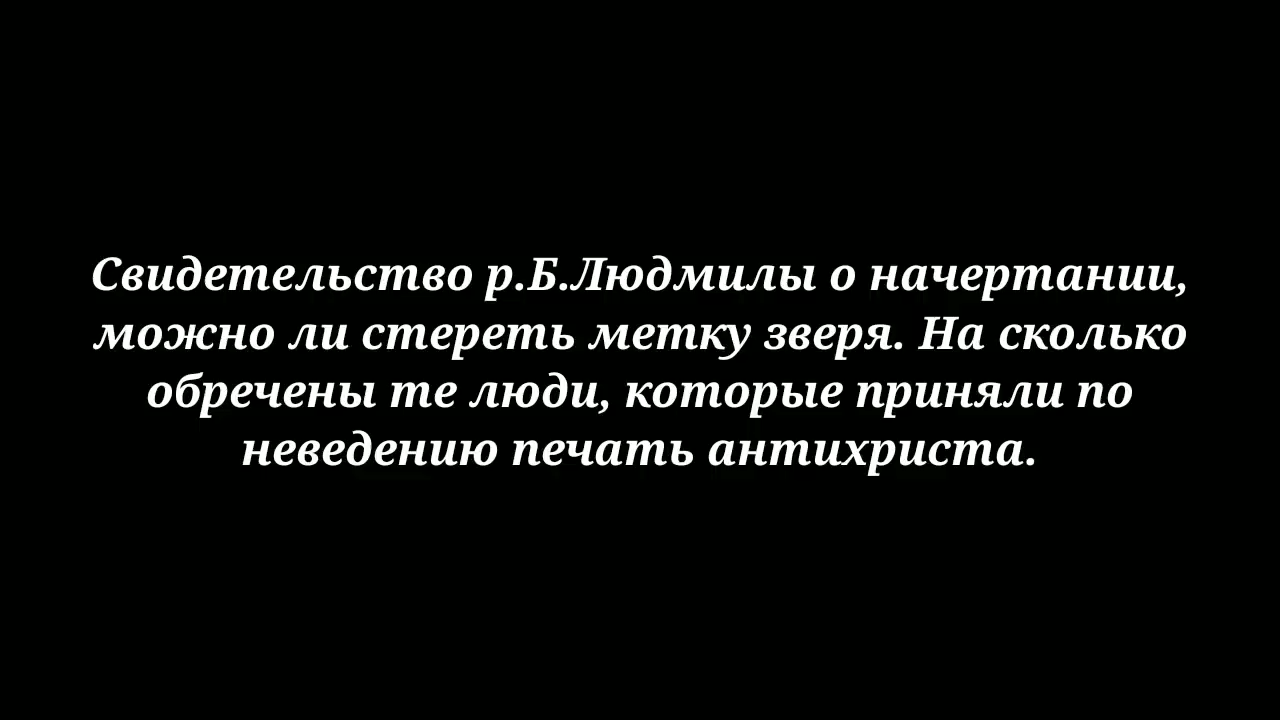 Свидетельство р.Б.Людмилы о начертании,
можно ли стереть метку зверя. На сколько
обречены те люди, которые приняли по
неведению печать антихриста.